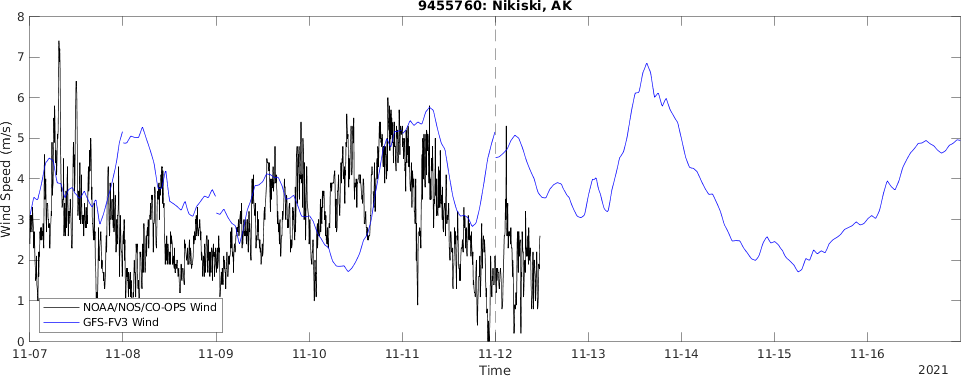 9455760: Nikiski, AK
Wind Speed (m/s)
8
7
6
5
4
3
2
1
0
NOAA/NOS/CO-OPS Wind
GFS-FV3 Wind
11-07 11-08 11-09 11-10 11-11 11-12 11-13 11-14 11-15 11-16
Time
2021